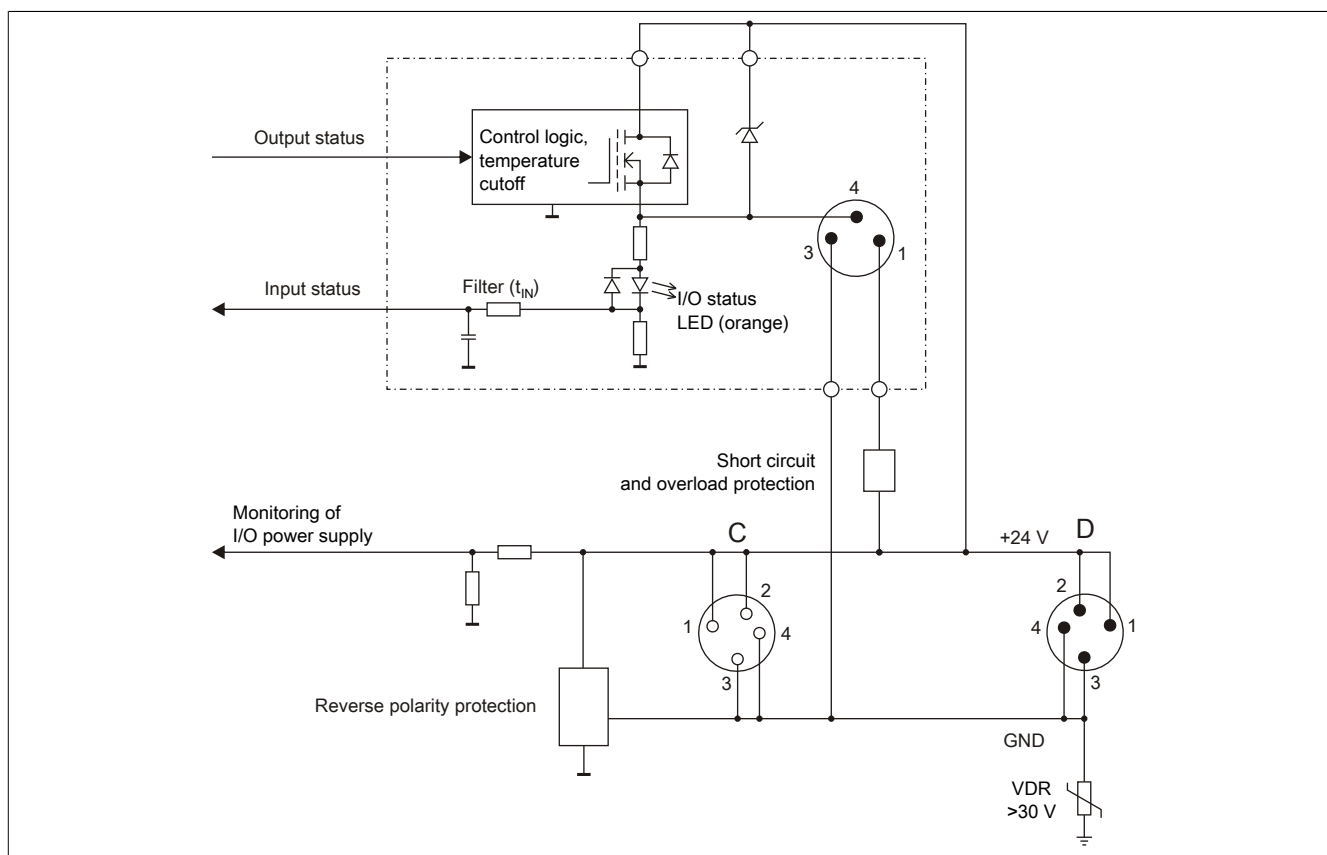 Output status
Control logic,
temperature
cutoff
4
3
1
Input status
Filter (tIN)
I/O status
LED (orange)
Short circuit
and overload protection
Monitoring of
I/O power supply
C
+24 V
D
2
1
4
3
2
4
1
3
Reverse polarity protection
GND
VDR
>30 V